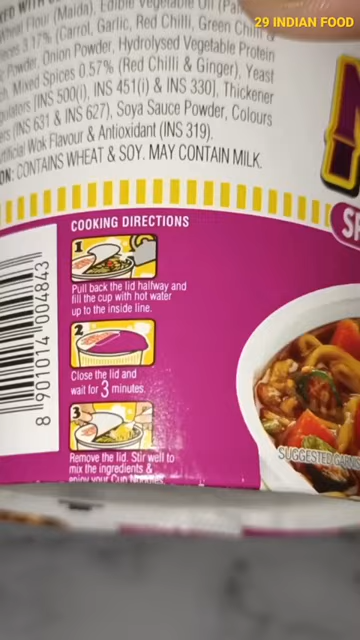 29 INDIAN FOOD
Wheat Flour (Maida), Edible Vegetable Oil
3.17% (Carrot, Garlic, Red Chilli, Green Chilli &
Powder, Onion Powder, Hydrolysed Vegetable Protein
Mixed Spices 0.57% (Red Chilli & Ginger), Yeast
[INS 500(i), INS 451(i) & INS 330], Thickener
(INS 631 & INS 627), Soya Sauce Powder, Colours
Wok Flavour & Antioxidant (INS 319).
CONTAINS WHEAT & SOY. MAY CONTAIN MILK.
COOKING DIRECTIONS
1
Pull back the lid halfway and
fill the cup with hot water
up to the inside line.
2
Close the lid and
wait for 3 minutes.
3
Remove the lid. Stir well to
mix the ingredients &
enjoy your Cup Noodles
8 901014 004843
SUGGESTED